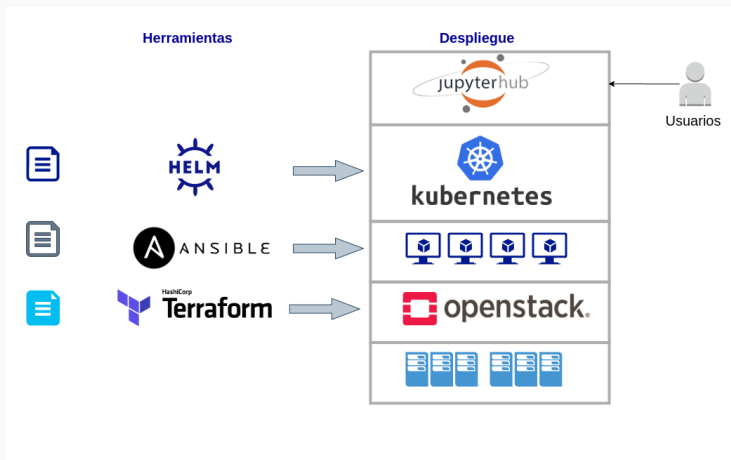 Herramientas
Despliegue
jupyterhub
Usuarios
HELM
kubernetes
A ANSIBLE
HashiCorp
Terraform
openstack.